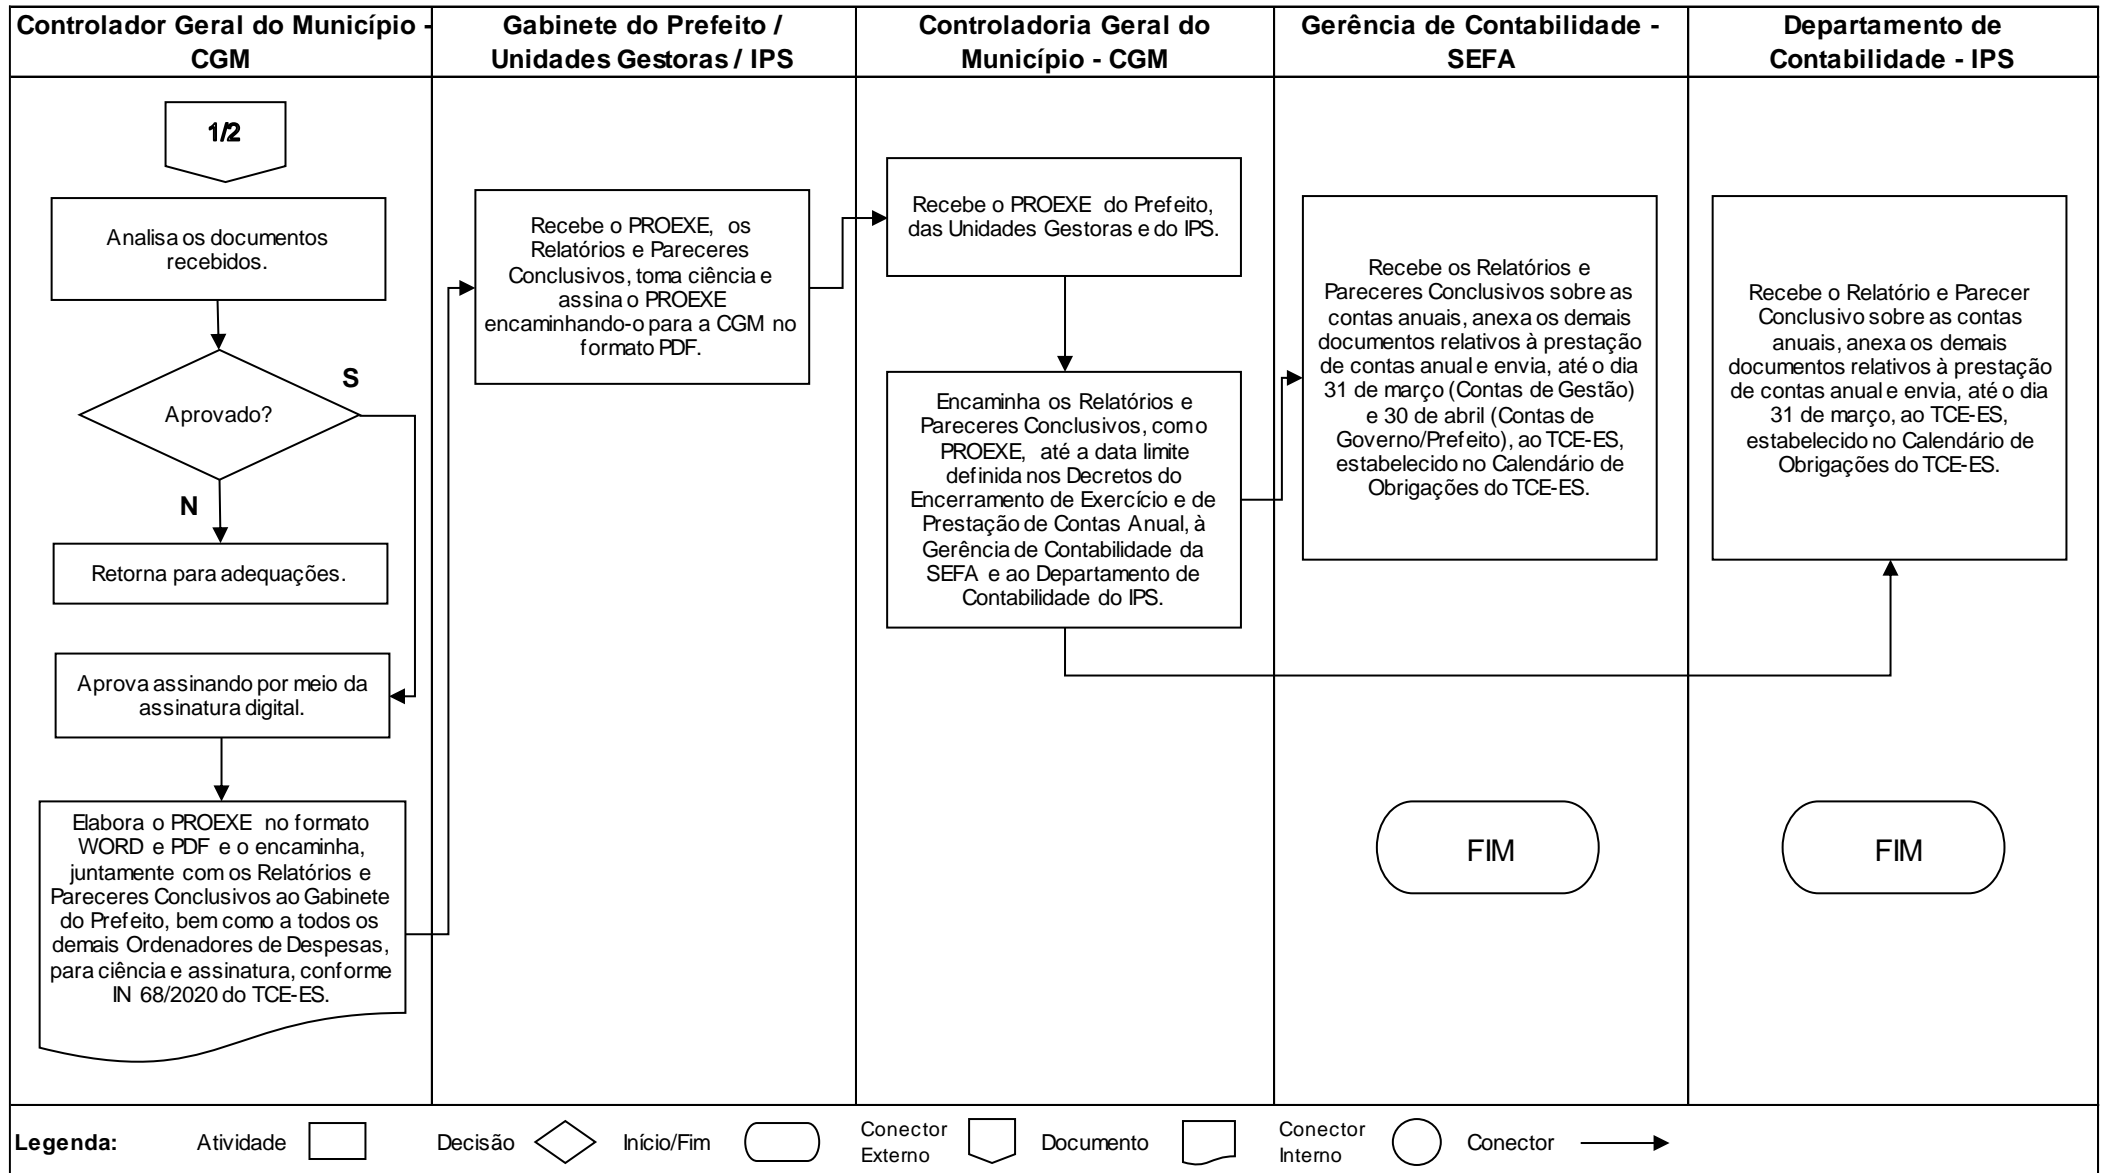 Controlador Geral do Município -
CGM
Gabinete do Prefeito /
Unidades Gestoras / IPS
Controladoria Geral do
Município - CGM
Gerência de Contabilidade -
SEFA
Departamento de
Contabilidade - IPS
1/2
Analisa os documentos
recebidos.
Aprovado?
S
N
Retorna para adequações.
Aprova assinando por meio da
assinatura digital.
Elabora o PROEXE no formato
WORD e PDF e o encaminha,
juntamente com os Relatórios e
Pareceres Conclusivos ao Gabinete
do Prefeito, bem como a todos os
demais Ordenadores de Despesas,
para ciência e assinatura, conforme
IN 68/2020 do TCE-ES.
Recebe o PROEXE, os
Relatórios e Pareceres
Conclusivos, toma ciência e
assina o PROEXE
encaminhando-o para a CGM no
formato PDF.
Recebe o PROEXE do Prefeito,
das Unidades Gestoras e do IPS.
Encaminha os Relatórios e
Pareceres Conclusivos, com o
PROEXE, até a data limite
definida nos Decretos do
Encerramento de Exercício e de
Prestação de Contas Anual, à
Gerência de Contabilidade da
SEFA e ao Departamento de
Contabilidade do IPS.
Recebe os Relatórios e
Pareceres Conclusivos sobre as
contas anuais, anexa os demais
documentos relativos à prestação
de contas anual e envia, até o dia
31 de março (Contas de Gestão)
e 30 de abril (Contas de
Governo/Prefeito), ao TCE-ES,
estabelecido no Calendário de
Obrigações do TCE-ES.
FIM
Recebe o Relatório e Parecer
Conclusivo sobre as contas
anuais, anexa os demais
documentos relativos à prestação
de contas anual e envia, até o dia
31 de março, ao TCE-ES,
estabelecido no Calendário de
Obrigações do TCE-ES.
FIM
Legenda:
Atividade
Decisão
Início/Fim
Conector
Externo
Documento
Conector
Interno
Conector